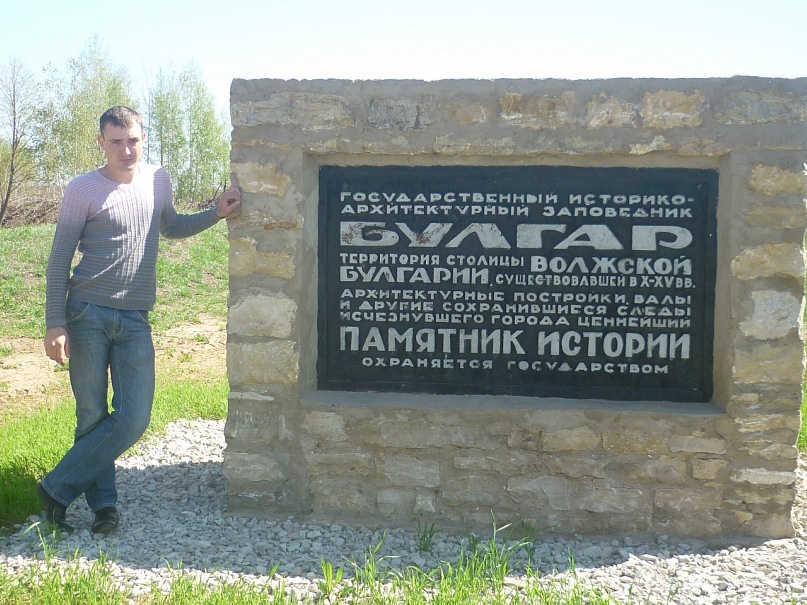 ГОСУДАРСТВЕННЫЙ ИСТОРИКО-
АРХИТЕКТУРНЫЙ ЗАПОВЕДНИК
БУЛГАР
ТЕРРИТОРИЯ СТОЛИЦЫ ВОЛЖСКОЙ
БУЛГАРИИ, СУЩЕСТВОВАВШЕЙ В X-XV ВВ.
АРХИТЕКТУРНЫЕ ПОСТРОЙКИ, ВАЛЫ
И ДРУГИЕ СОХРАНИВШИЕСЯ СЛЕДЫ
ИСЧЕЗНУВШЕГО ГОРОДА ЦЕННЕЙШИЙ
ПАМЯТНИК ИСТОРИИ
ОХРАНЯЕТСЯ ГОСУДАРСТВОМ